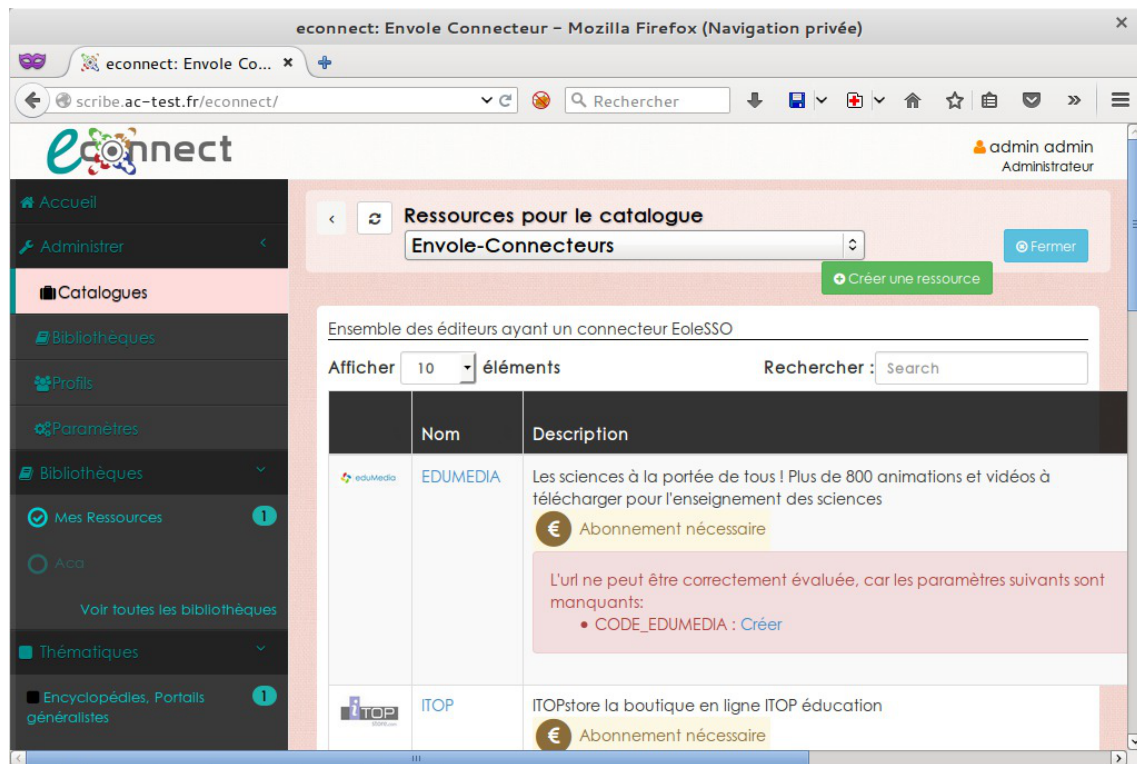 econnect: Envole Connecteur - Mozilla Firefox (Navigation privée)
econnect: Envole Co...
scribe.ac-test.fr/econnect/
Rechercher
econnect
admin admin
Administrateur
Accueil
Administrer
Catalogues
Bibliothèques
Profils
Paramètres
Bibliothèques
Mes Ressources 1
Aca
Voir toutes les bibliothèques
Thématiques
Encyclopédies, Portails 1
généralistes
Ressources pour le catalogue
Envole-Connecteurs
Fermer
Créer une ressource
Ensemble des éditeurs ayant un connecteur EoleSSO
Afficher 10 éléments Rechercher : Search
Nom Description
eduMedia EDUMEDIA Les sciences à la portée de tous ! Plus de 800 animations et vidéos à
télécharger pour l'enseignement des sciences
€ Abonnement nécessaire
L'url ne peut être correctement évaluée, car les paramètres suivants sont
manquants:
• CODE_EDUMEDIA : Créer
iTOP ITOP ITOPstore la boutique en ligne ITOP éducation
€ Abonnement nécessaire